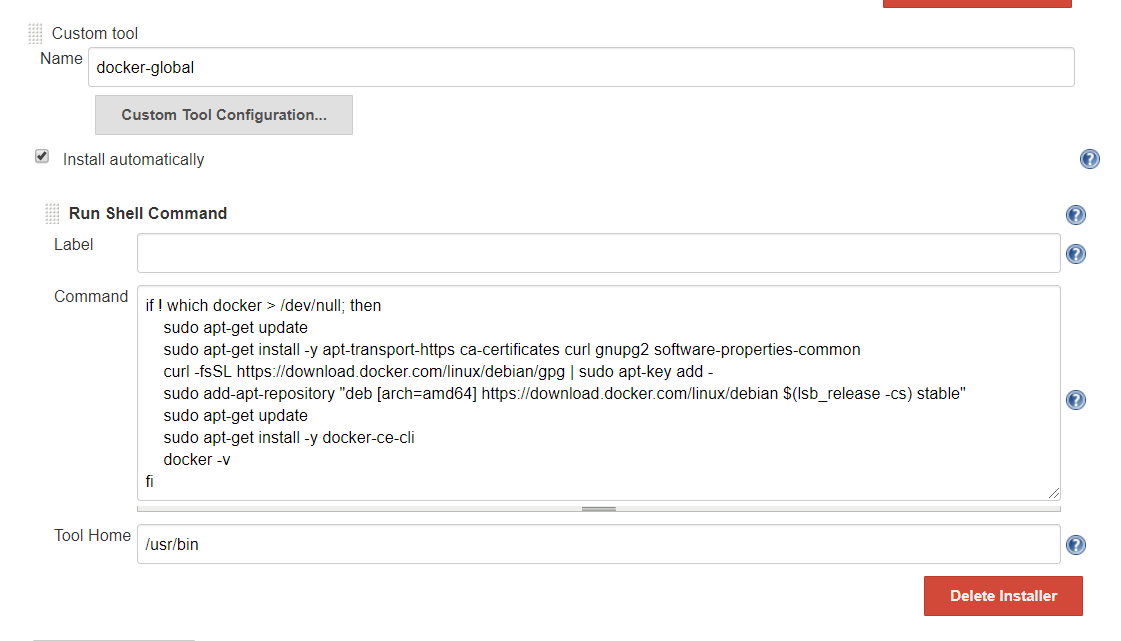 Custom tool
Name
docker-global
Custom Tool Configuration...
Install automatically
Run Shell Command
Label
Command
if ! which docker > /dev/null; then
    sudo apt-get update
    sudo apt-get install -y apt-transport-https ca-certificates curl gnupg2 software-properties-common
    curl -fsSL https://download.docker.com/linux/debian/gpg | sudo apt-key add -
    sudo add-apt-repository "deb [arch=amd64] https://download.docker.com/linux/debian $(lsb_release -cs) stable"
    sudo apt-get update
    sudo apt-get install -y docker-ce-cli
    docker -v
fi
Tool Home
/usr/bin
Delete Installer